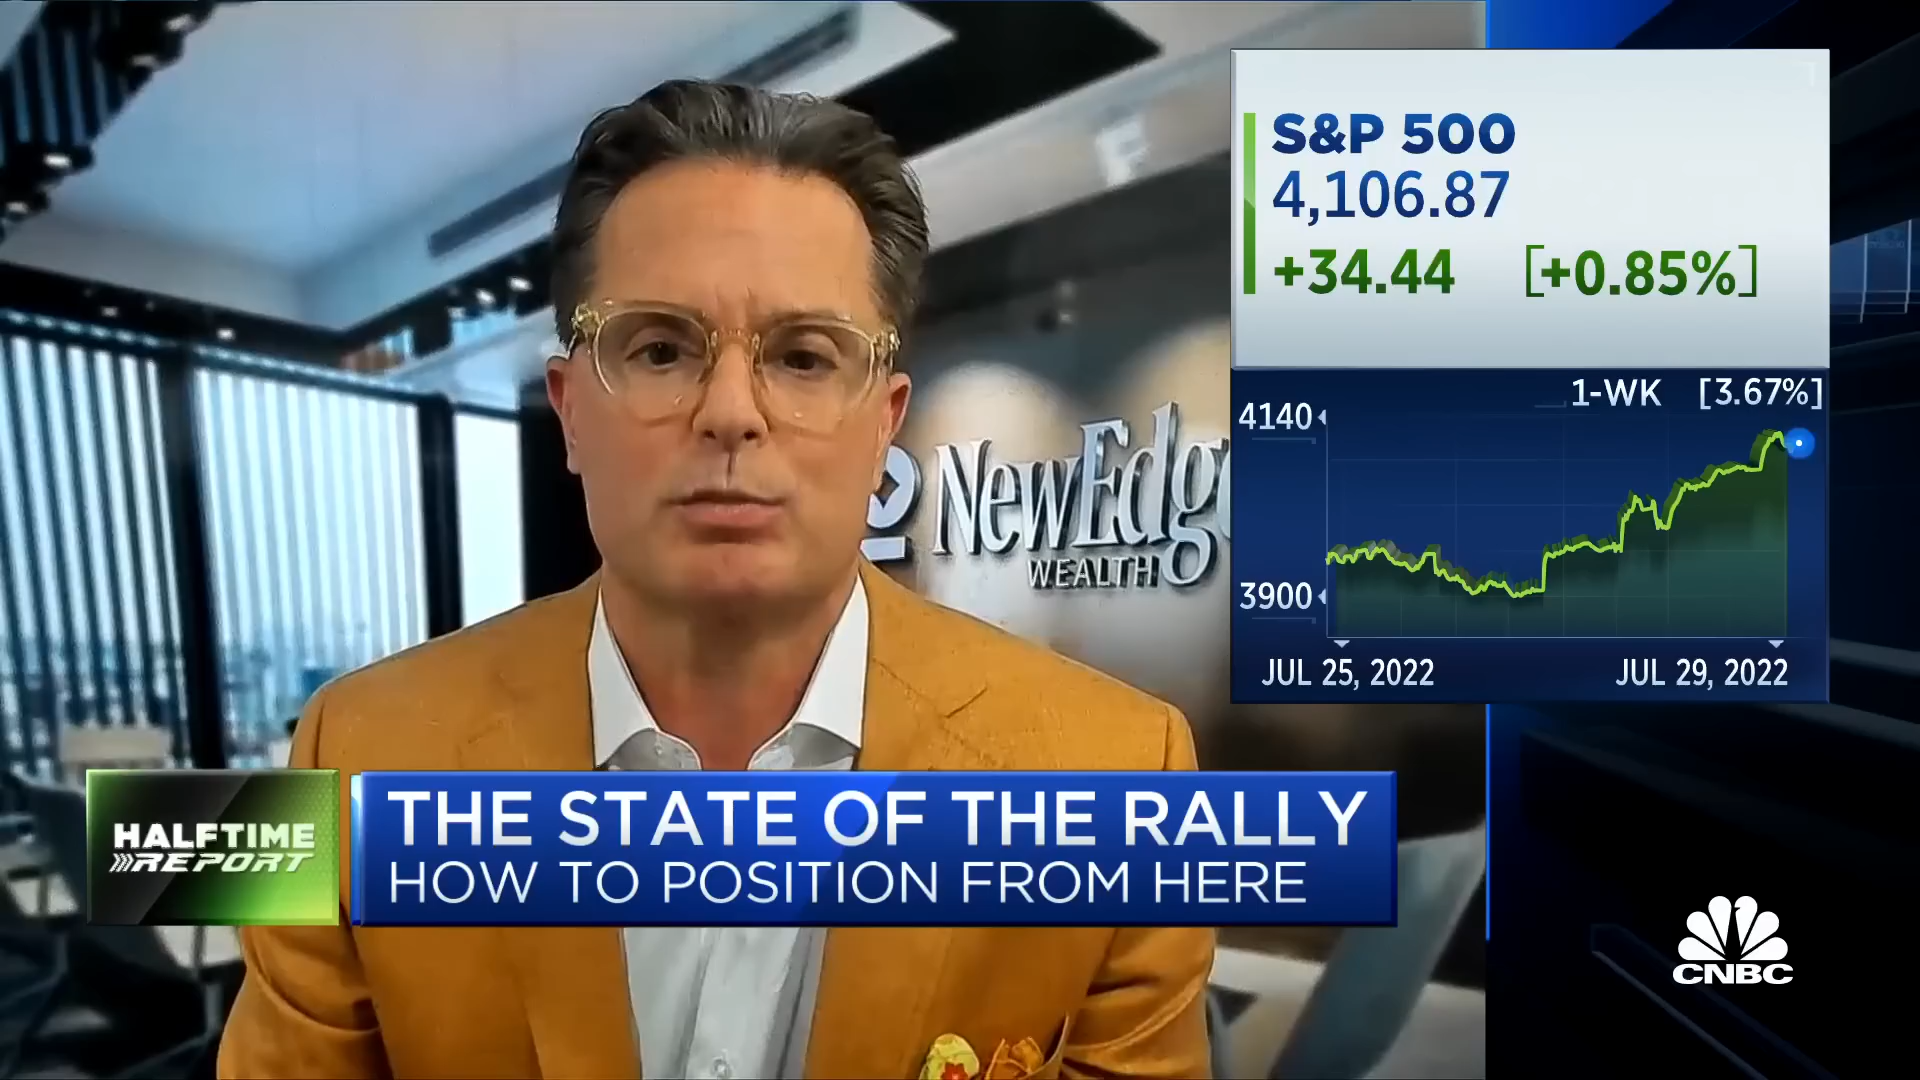 S&P 500
4,106.87
+34.44 [+0.85%]
1-WK [3.67%]
4140
3900
JUL 25, 2022 JUL 29, 2022
NewEdge
WEALTH
THE STATE OF THE RALLY
HOW TO POSITION FROM HERE
HALFTIME
REPORT
CNBC